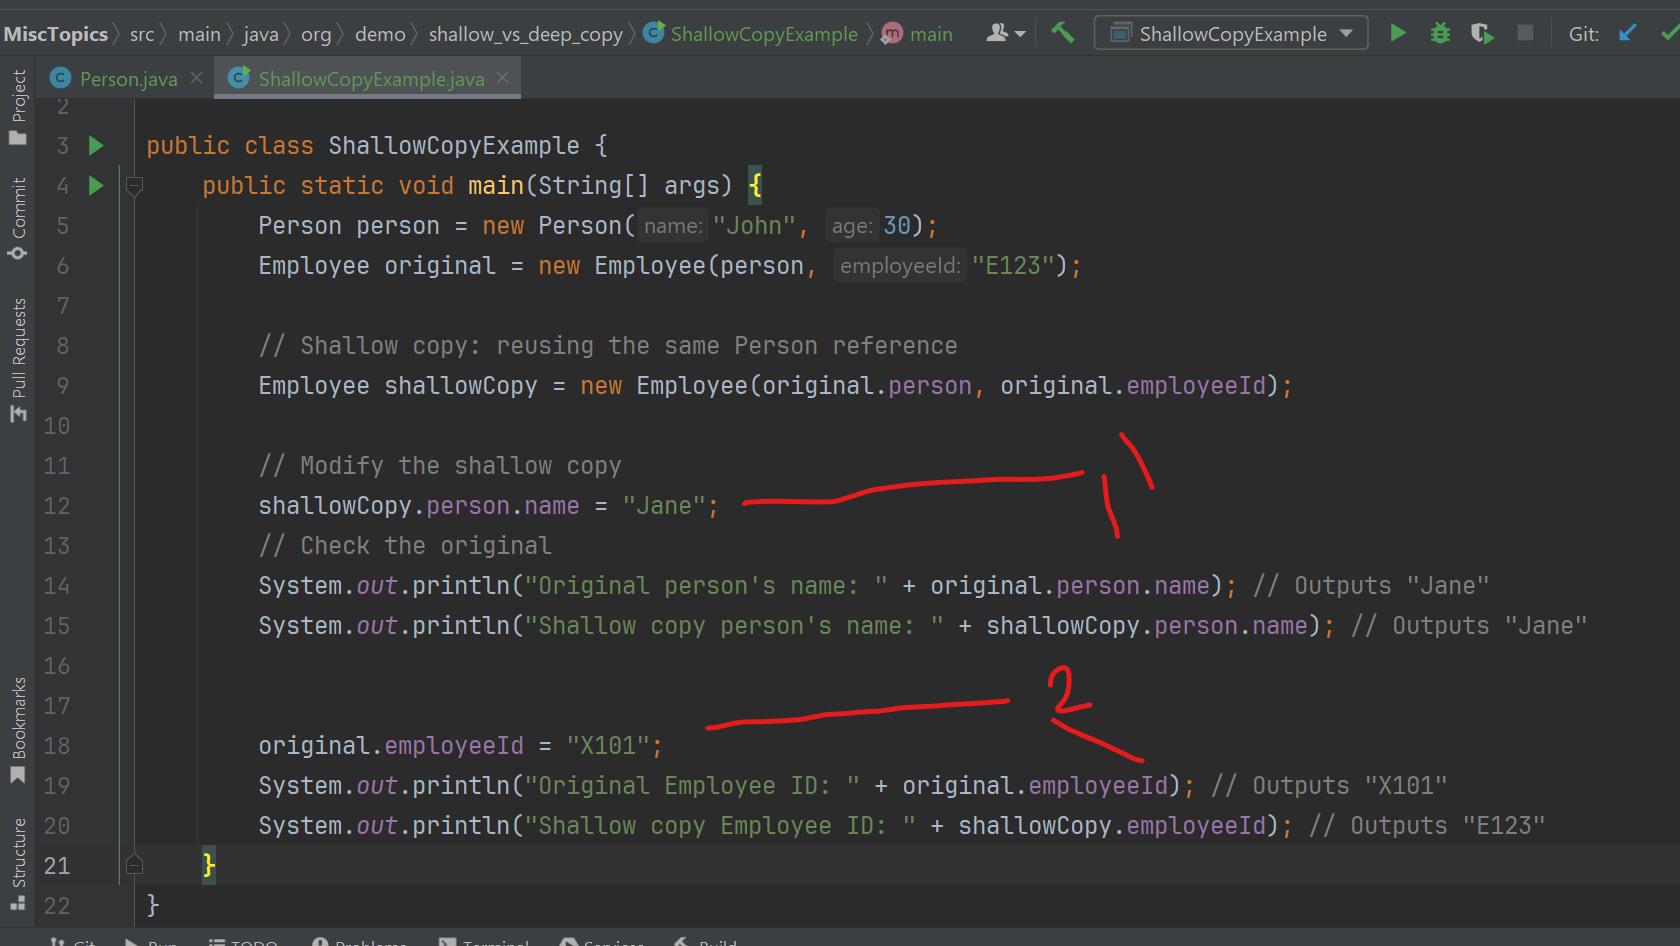 MiscTopics src main java org demo shallow_vs_deep_copy ShallowCopyExample main ShallowCopyExample Git:
Person.java ShallowCopyExample.java
Project
Commit
Pull Requests
Bookmarks
Structure
2
3 public class ShallowCopyExample {
4 public static void main(String[] args) {
5 Person person = new Person( name: "John", age: 30);
6 Employee original = new Employee(person, employeeId: "E123");
7
8 // Shallow copy: reusing the same Person reference
9 Employee shallowCopy = new Employee(original.person, original.employeeId);
10
11 // Modify the shallow copy
12 shallowCopy.person.name = "Jane"; 1)
13 // Check the original
14 System.out.println("Original person's name: " + original.person.name); // Outputs "Jane"
15 System.out.println("Shallow copy person's name: " + shallowCopy.person.name); // Outputs "Jane"
16
17 2
18 original.employeeId = "X101";
19 System.out.println("Original Employee ID: " + original.employeeId); // Outputs "X101"
20 System.out.println("Shallow copy Employee ID: " + shallowCopy.employeeId); // Outputs "E123"
21 }
22 }
Git Run TODO Problems Terminal Services Build